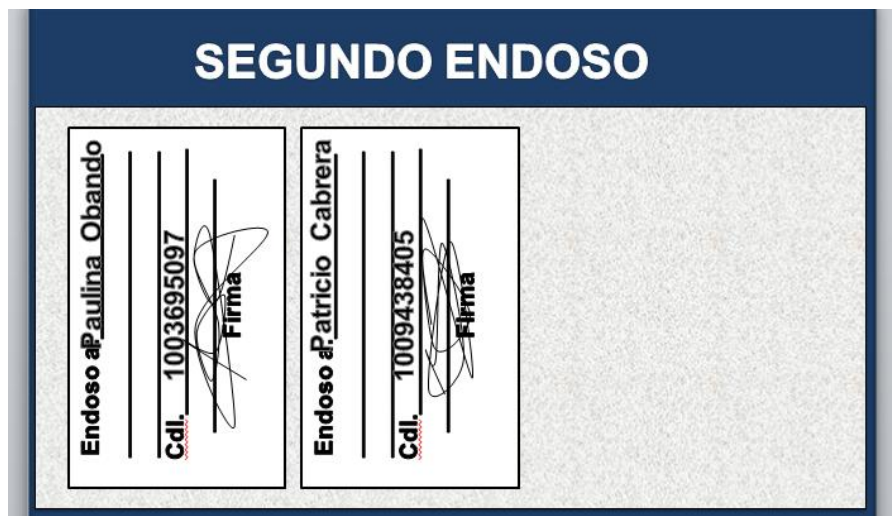 SEGUNDO ENDOSO
Endoso a: Paulina Obando
Cdl. 1003695097
Firma
Endoso a: Patricio Cabrera
Cdl. 1009438405
Firma